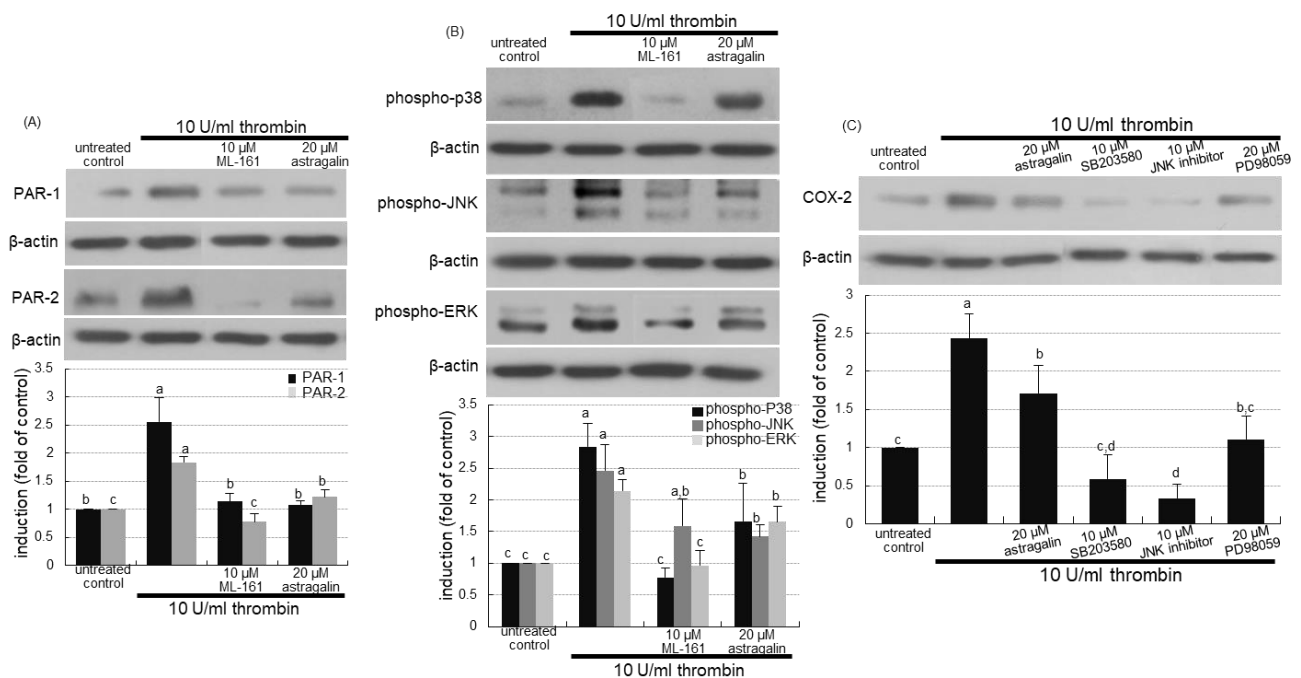 (A)
10 U/ml thrombin
untreated
control
10 µM
ML-161
20 µM
astragalin
PAR-1
β-actin
PAR-2
β-actin
induction (fold of control)
3.5
3
2.5
2
1.5
1
0.5
0
PAR-1
PAR-2
b c a a b c b b
untreated
control
10 µM
ML-161
20 µM
astragalin
10 U/ml thrombin
(B)
10 U/ml thrombin
untreated
control
10 µM
ML-161
20 µM
astragalin
phospho-p38
β-actin
phospho-JNK
β-actin
phospho-ERK
β-actin
induction (fold of control)
3.5
3
2.5
2
1.5
1
0.5
0
phospho-P38
phospho-JNK
phospho-ERK
c c c a a a c a,b c b b b
untreated
control
10 µM
ML-161
20 µM
astragalin
10 U/ml thrombin
(C)
10 U/ml thrombin
untreated
control
20 µM
astragalin
10 µM
SB203580
10 µM
JNK inhibitor
20 µM
PD98059
COX-2
β-actin
induction (fold of control)
3
2.5
2
1.5
1
0.5
0
c a b c,d d b,c
untreated
control
20 µM
astragalin
10 µM
SB203580
10 µM
JNK inhibitor
20 µM
PD98059
10 U/ml thrombin